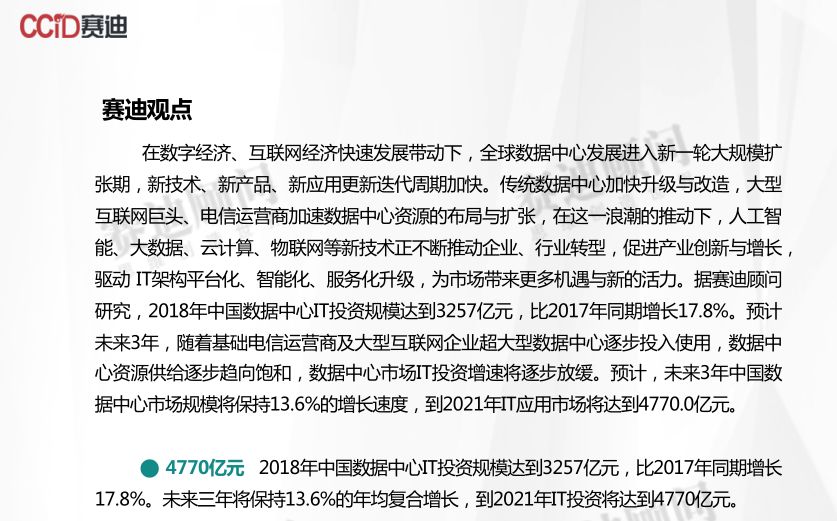 CCID赛迪
赛迪观点
在数字经济、互联网经济快速发展带动下，全球数据中心发展进入新一轮大规模扩
张期，新技术、新产品、新应用更新迭代周期加快。传统数据中心加快升级与改造，大型
互联网巨头、电信运营商加速数据中心资源的布局与扩张，在这一浪潮的推动下，人工智
能、大数据、云计算、物联网等新技术正不断推动企业、行业转型，促进产业创新与增长，
驱动 IT架构平台化、智能化、服务化升级，为市场带来更多机遇与新的活力。据赛迪顾问
研究，2018年中国数据中心IT投资规模达到3257亿元，比2017年同期增长17.8%。预计
未来3年，随着基础电信运营商及大型互联网企业超大型数据中心逐步投入使用，数据中
心资源供给逐步趋向饱和，数据中心市场IT投资增速将逐步放缓。预计，未来3年中国数
据中心市场规模将保持13.6%的增长速度，到2021年IT应用市场将达到4770.0亿元。
4770亿元 2018年中国数据中心IT投资规模达到3257亿元，比2017年同期增长
17.8%。未来三年将保持13.6%的年均复合增长，到2021年IT投资将达到4770亿元。
赛迪顾问
赛迪顾问
赛迪顾问